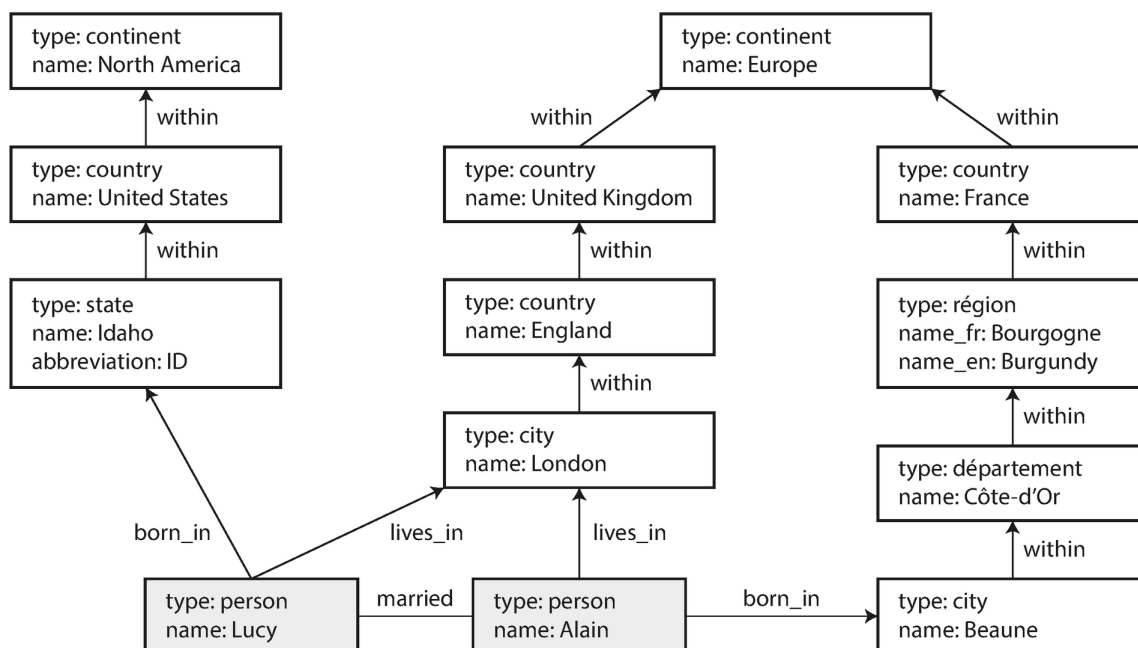 type: continent
name: North America
type: continent
name: Europe
within
within
within
type: country
name: United States
type: country
name: United Kingdom
type: country
name: France
within
within
within
type: state
name: Idaho
abbreviation: ID
type: country
name: England
type: région
name_fr: Bourgogne
name_en: Burgundy
within
within
type: city
name: London
type: département
name: Côte-d’Or
born_in
lives_in
lives_in
within
type: person
name: Lucy
married
type: person
name: Alain
born_in
type: city
name: Beaune